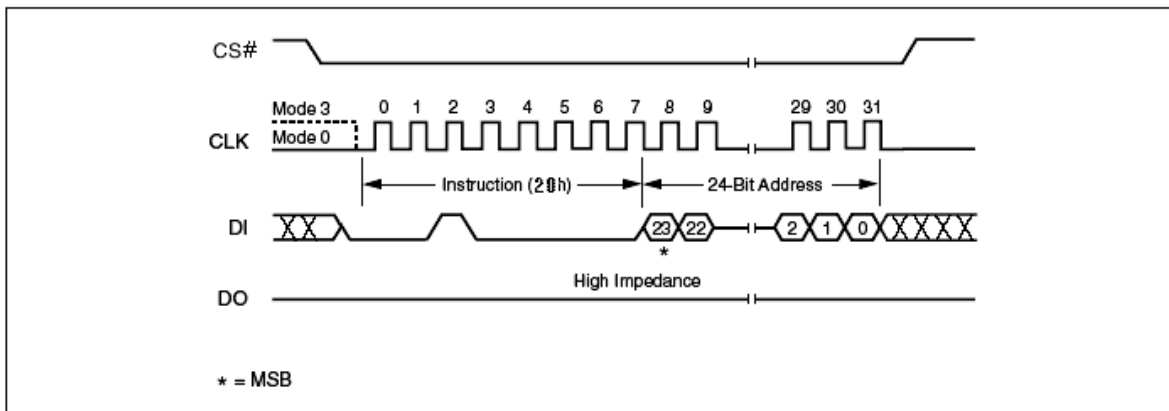 CS#
Mode 3
0 1 2 3 4 5 6 7 8 9 29 30 31
CLK
Mode 0
Instruction (20h)
24-Bit Address
DI
23 22 2 1 0
*
High Impedance
DO
* = MSB